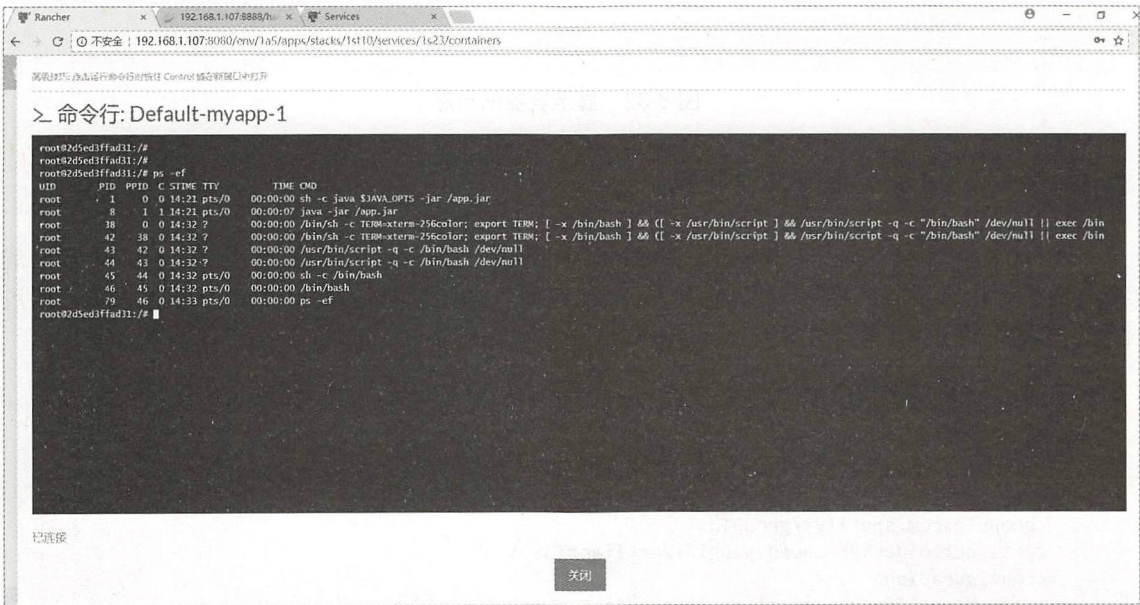 Rancher
192.168.1.107:8888/ha
Services
不安全 | 192.168.1.107:8080/env/1a5/apps/stacks/1st10/services/1s23/containers
命令行: Default-myapp-1
root@2d5ed3ffad31:/#
root@2d5ed3ffad31:/#
root@2d5ed3ffad31:/# ps -ef
UID PID PPID C STIME TTY TIME CMD
root 1 0 0 14:21 pts/0 00:00:00 sh -c java $JAVA_OPTS -jar /app.jar
root 8 1 1 14:21 pts/0 00:00:07 java -jar /app.jar
root 38 0 0 14:32 ? 00:00:00 /bin/sh -c TERM=xterm-256color; export TERM; [ -x /bin/bash ] && ([ -x /usr/bin/script ] && /usr/bin/script -q -c "/bin/bash" /dev/null || exec /bin
root 42 38 0 14:32 ? 00:00:00 /bin/sh -c TERM=xterm-256color; export TERM; [ -x /bin/bash ] && ([ -x /usr/bin/script ] && /usr/bin/script -q -c "/bin/bash" /dev/null || exec /bin
root 43 42 0 14:32 ? 00:00:00 /usr/bin/script -q -c /bin/bash /dev/null
root 44 43 0 14:32 ? 00:00:00 /usr/bin/script -q -c /bin/bash /dev/null
root 45 44 0 14:32 pts/0 00:00:00 sh -c /bin/bash
root 46 45 0 14:32 pts/0 00:00:00 /bin/bash
root 79 46 0 14:33 pts/0 00:00:00 ps -ef
root@2d5ed3ffad31:/#
已连接
关闭